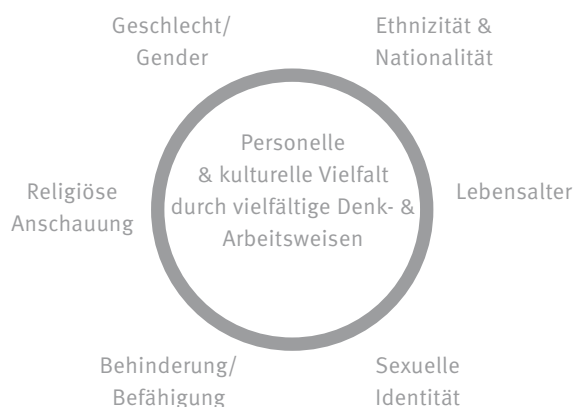 Geschlecht/
Gender
Ethnizität &
Nationalität
Personelle
& kulturelle Vielfalt
durch vielfältige Denk- &
Arbeitsweisen
Religiöse
Anschauung
Lebensalter
Behinderung/
Befähigung
Sexuelle
Identität